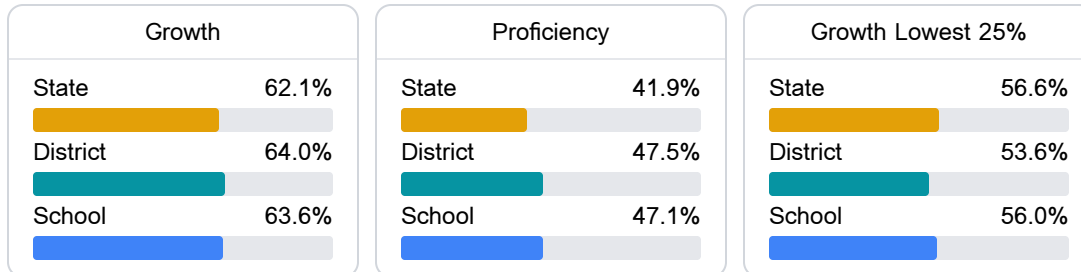 Growth
State 62.1%
District 64.0%
School 63.6%
Proficiency
State 41.9%
District 47.5%
School 47.1%
Growth Lowest 25%
State 56.6%
District 53.6%
School 56.0%